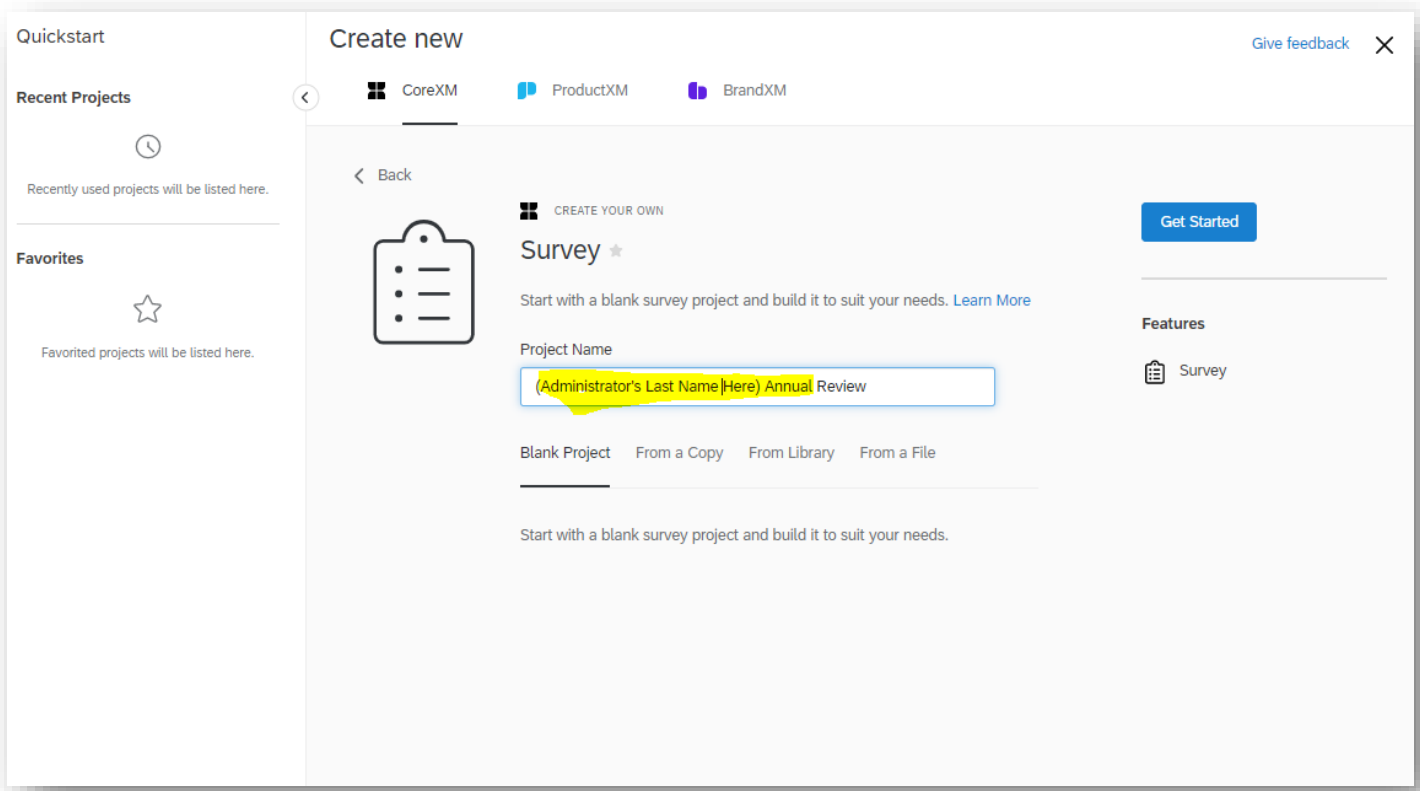 Quickstart
Recent Projects
Recently used projects will be listed here.
Favorites
Favorited projects will be listed here.
Create new
Give feedback
CoreXM
ProductXM
BrandXM
Back
CREATE YOUR OWN
Survey
Start with a blank survey project and build it to suit your needs. Learn More
Project Name
(Administrator's Last Name Here) Annual Review
Blank Project
From a Copy
From Library
From a File
Start with a blank survey project and build it to suit your needs.
Get Started
Features
Survey